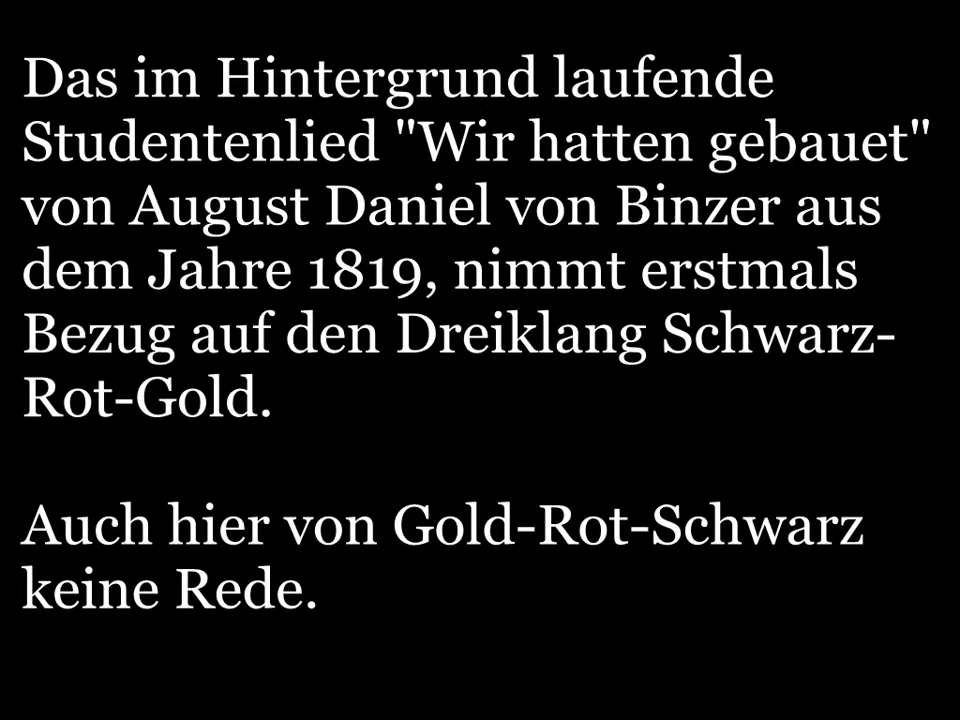 Das im Hintergrund laufende
Studentenlied "Wir hatten gebauet"
von August Daniel von Binzer aus
dem Jahre 1819, nimmt erstmals
Bezug auf den Dreiklang Schwarz-
Rot-Gold.
Auch hier von Gold-Rot-Schwarz
keine Rede.